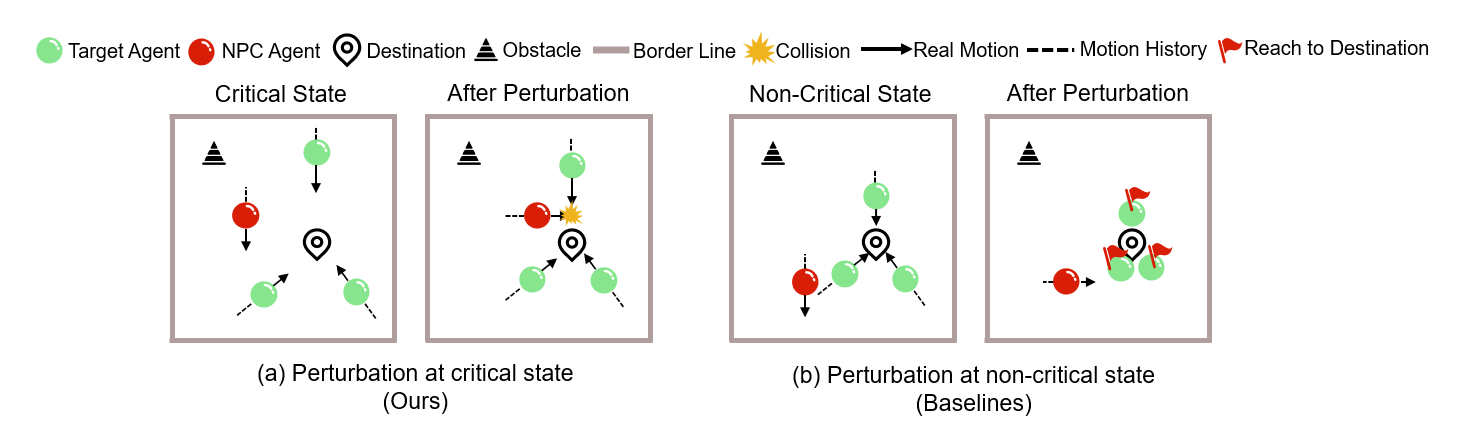 Target Agent NPC Agent Destination Obstacle Border Line Collision Real Motion Motion History Reach to Destination
Critical State After Perturbation Non-Critical State After Perturbation
(a) Perturbation at critical state
(Ours)
(b) Perturbation at non-critical state
(Baselines)